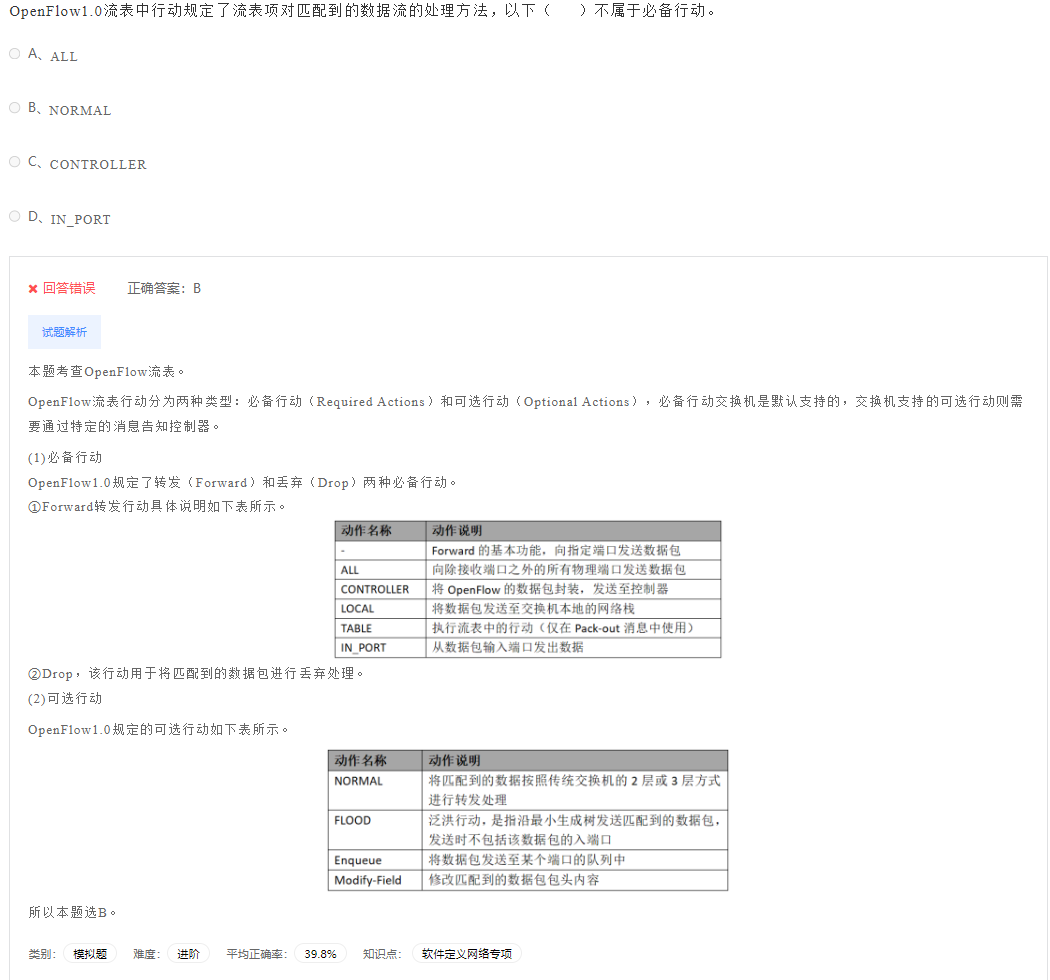 OpenFlow1.0流表中行动规定了流表项对匹配到的数据流的处理方法，以下（　　）不属于必备行动。
A、ALL
B、NORMAL
C、CONTROLLER
D、IN_PORT
回答错误 正确答案：B
试题解析
本题考查OpenFlow流表。
OpenFlow流表行动分为两种类型：必备行动（Required Actions）和可选行动（Optional Actions），必备行动交换机是默认支持的，交换机支持的可选行动则需
要通过特定的消息告知控制器。
(1)必备行动
OpenFlow1.0规定了转发（Forward）和丢弃（Drop）两种必备行动。
①Forward转发行动具体说明如下表所示。
动作名称 动作说明
- Forward 的基本功能，向指定端口发送数据包
ALL 向除接收端口之外的所有物理端口发送数据包
CONTROLLER 将 OpenFlow 的数据包封装，发送至控制器
LOCAL 将数据包发送至交换机本地的网络栈
TABLE 执行流表中的行动（仅在 Pack-out 消息中使用）
IN_PORT 从数据包输入端口发出数据
②Drop，该行动用于将匹配到的数据包进行丢弃处理。
(2)可选行动
OpenFlow1.0规定的可选行动如下表所示。
动作名称 动作说明
NORMAL 将匹配到的数据按照传统交换机的 2 层或 3 层方式
进行转发处理
FLOOD 泛洪行动，是指沿最小生成树发送匹配到的数据包，
发送时不包括该数据包的入端口
Enqueue 将数据包发送至某个端口的队列中
Modify-Field 修改匹配到的数据包包头内容
所以本题选B。
类别： 模拟题 难度： 进阶 平均正确率： 39.8% 知识点： 软件定义网络专项